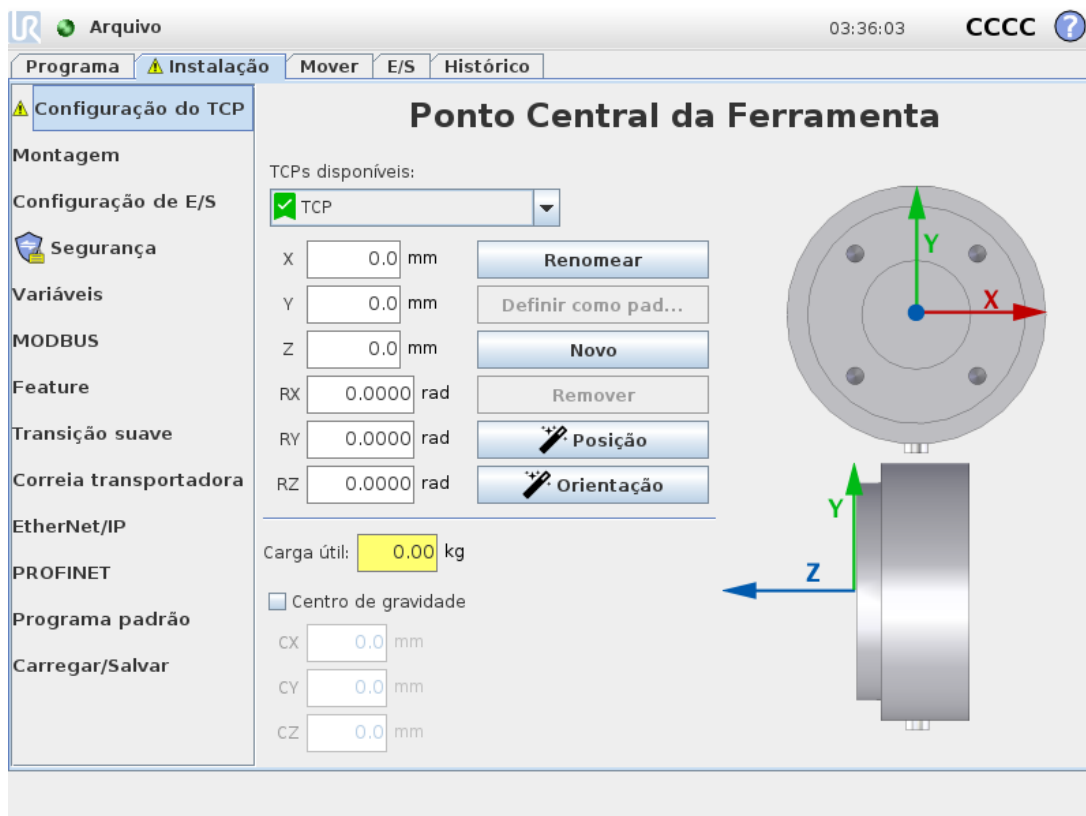 UR Arquivo 03:36:03 CCCC ?
Programa Instalação Mover E/S Histórico
Configuração do TCP
Montagem
Configuração de E/S
Segurança
Variáveis
MODBUS
Feature
Transição suave
Correia transportadora
EtherNet/IP
PROFINET
Programa padrão
Carregar/Salvar
Ponto Central da Ferramenta
TCPs disponíveis:
TCP
X 0.0 mm Renomear
Y 0.0 mm Definir como pad...
Z 0.0 mm Novo
RX 0.0000 rad Remover
RY 0.0000 rad Posição
RZ 0.0000 rad Orientação
Carga útil: 0.00 kg
Centro de gravidade
CX 0.0 mm
CY 0.0 mm
CZ 0.0 mm
Y
X
Y
Z